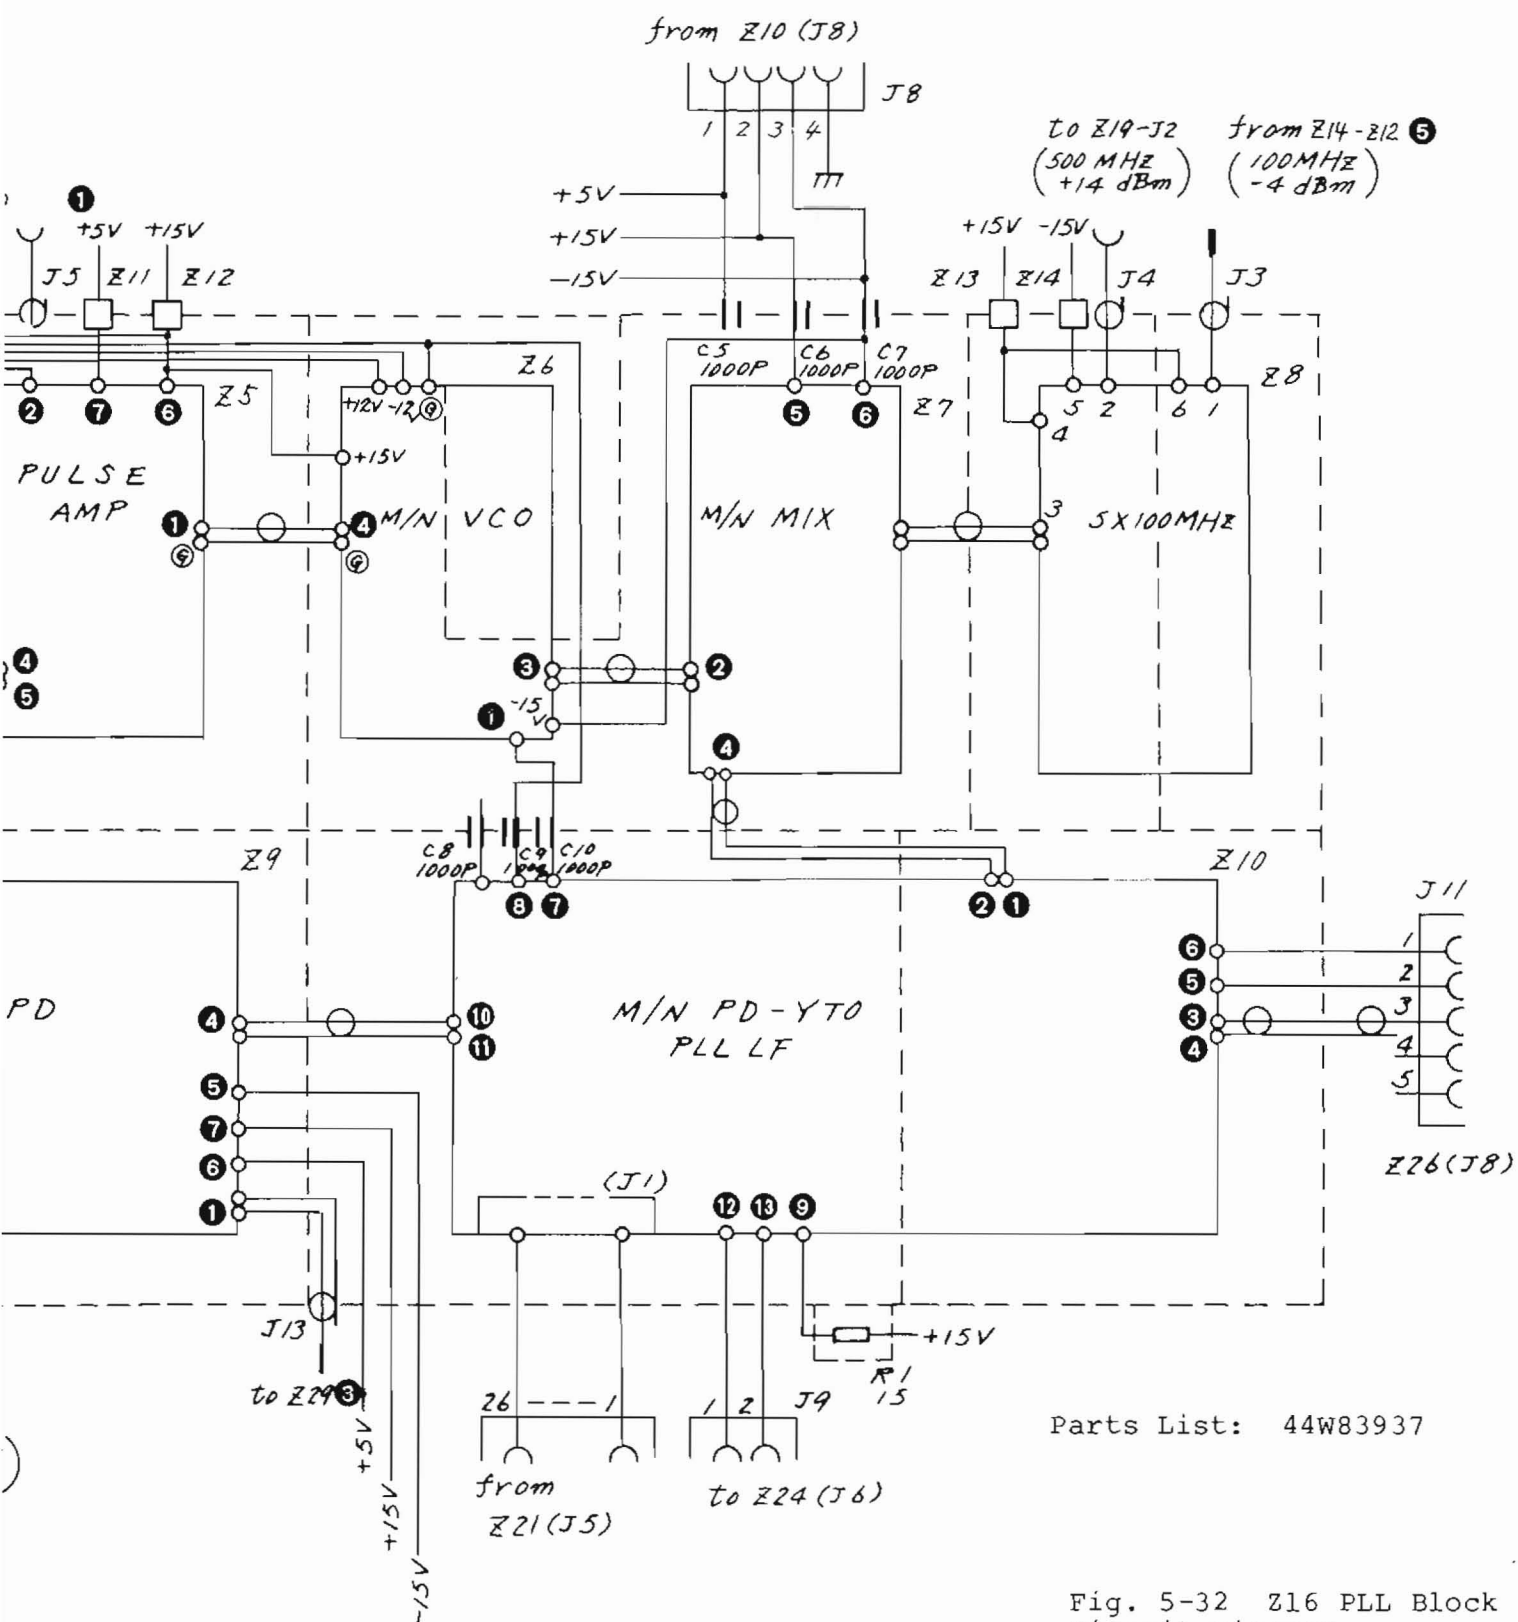 from Z10 (J8)
J8
1 2 3 4
to Z19-J2
(500 MHZ
+14 dBm)
from Z14-Z12 5
(100MHZ
-4 dBm)
+5V
+15V
-15V
1
+5V +15V
J5 Z11 Z12
+15V -15V
Z13 Z14 J4 J3
C5
1000P
C6
1000P
C7
1000P
2 7 6 Z5
PULSE
AMP
1
G
4
5
Z6
+12V -12V G
+15V
4 M/N VCO
G
3
-15V
1
5 6 Z7
M/N MIX
2
4
5 2 6 1 Z8
4
3
5X100MHZ
C8
1000P
C9
C10
1000P
8 7
2 1
Z9
PD
4
5
7
6
1
Z10
10
11
M/N PD-YTO
PLL LF
6
5
3
4
J11
1
2
3
4
5
Z26(J8)
(J1)
12 13 9
J13
to Z29 3
+5V
+15V
-15V
+15V
R1
15
26 ---- 1
from
Z21(J5)
1 2 J9
to Z24(J6)
Parts List: 44W83937
Fig. 5-32 Z16 PLL Block